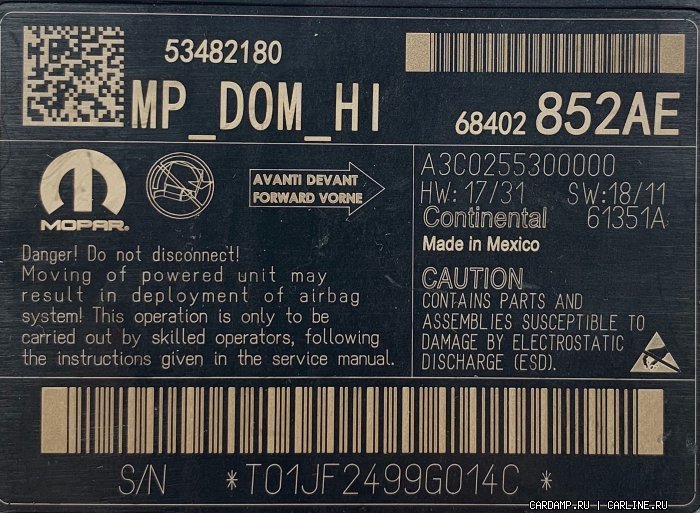 53482180
MP_DOM_HI
68402 852AE
MOPAR®
AVANTI DEVANT
FORWARD VORNE
A3C0255300000
HW: 17/31 SW: 18/11
Continental 61351A
Made in Mexico
Danger! Do not disconnect!
Moving of powered unit may
result in deployment of airbag
system! This operation is only to be
carried out by skilled operators, following
the instructions given in the service manual.
CAUTION
CONTAINS PARTS AND
ASSEMBLIES SUSCEPTIBLE TO
DAMAGE BY ELECTROSTATIC
DISCHARGE (ESD).
S/N *T01JF2499G014C*
CARDAMP.RU | CARLINE.RU